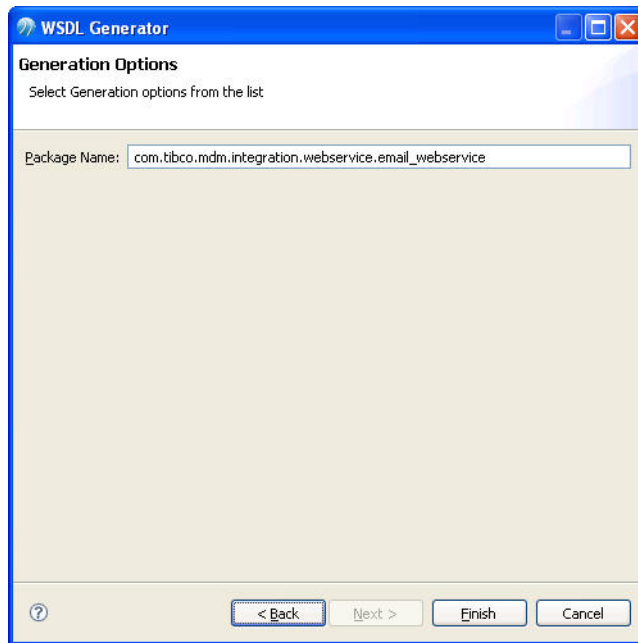 WSDL Generator
Generation Options
Select Generation options from the list
Package Name: com.tibco.mdm.integration.webservice.email_webservice
? < Back Next > Finish Cancel